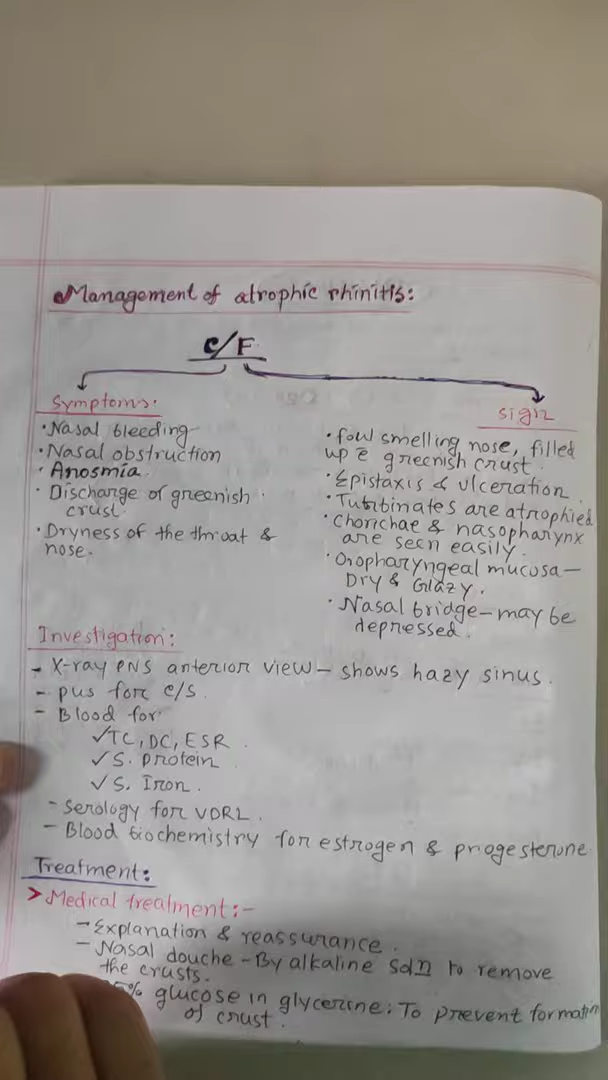 Management of atrophic rhinitis:
C/F
Symptoms:
• Nasal bleeding
• Nasal obstruction
• Anosmia
• Discharge of greenish
crust.
• Dryness of the throat &
nose.
sign
• foul smelling nose, filled
up c̄ greenish crust.
• Epistaxis & ulceration
• Turbinates are atrophied
• Chonchae & nasopharynx
are seen easily.
• Oropharyngeal mucosa—
Dry & Glazy.
• Nasal bridge—may be
depressed.
Investigation:
- X-ray PNS anterior view— shows hazy sinus.
- pus for c/s.
- Blood for
✓TC, DC, ESR.
✓S. Protein
✓S. Iron.
- Serology for VDRL.
- Blood biochemistry for estrogen & progesterone
Treatment:
> Medical treatment:-
- Explanation & reassurance.
- Nasal douche - By alkaline soln to remove
the crusts.
% glucose in glycerine: To prevent formation
of crust.